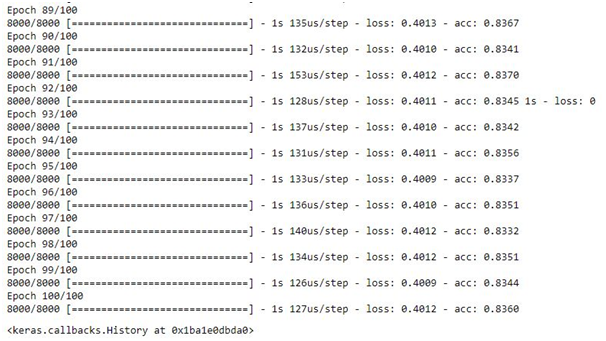 Epoch 89/100
8000/8000 [==============================] - 1s 135us/step - loss: 0.4013 - acc: 0.8367
Epoch 90/100
8000/8000 [==============================] - 1s 132us/step - loss: 0.4010 - acc: 0.8341
Epoch 91/100
8000/8000 [==============================] - 1s 153us/step - loss: 0.4012 - acc: 0.8370
Epoch 92/100
8000/8000 [==============================] - 1s 128us/step - loss: 0.4011 - acc: 0.8345 1s - loss: 0
Epoch 93/100
8000/8000 [==============================] - 1s 137us/step - loss: 0.4010 - acc: 0.8342
Epoch 94/100
8000/8000 [==============================] - 1s 131us/step - loss: 0.4011 - acc: 0.8356
Epoch 95/100
8000/8000 [==============================] - 1s 133us/step - loss: 0.4009 - acc: 0.8337
Epoch 96/100
8000/8000 [==============================] - 1s 136us/step - loss: 0.4010 - acc: 0.8351
Epoch 97/100
8000/8000 [==============================] - 1s 140us/step - loss: 0.4012 - acc: 0.8332
Epoch 98/100
8000/8000 [==============================] - 1s 134us/step - loss: 0.4012 - acc: 0.8351
Epoch 99/100
8000/8000 [==============================] - 1s 126us/step - loss: 0.4009 - acc: 0.8344
Epoch 100/100
8000/8000 [==============================] - 1s 127us/step - loss: 0.4012 - acc: 0.8360
<keras.callbacks.History at 0x1ba1e0dbda0>